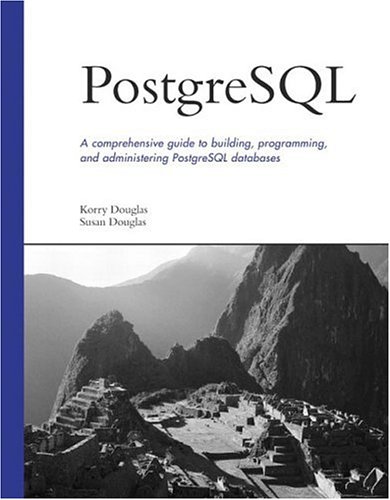 PostgreSQL
A comprehensive guide to building, programming,
and administering PostgreSQL databases
Korry Douglas
Susan Douglas